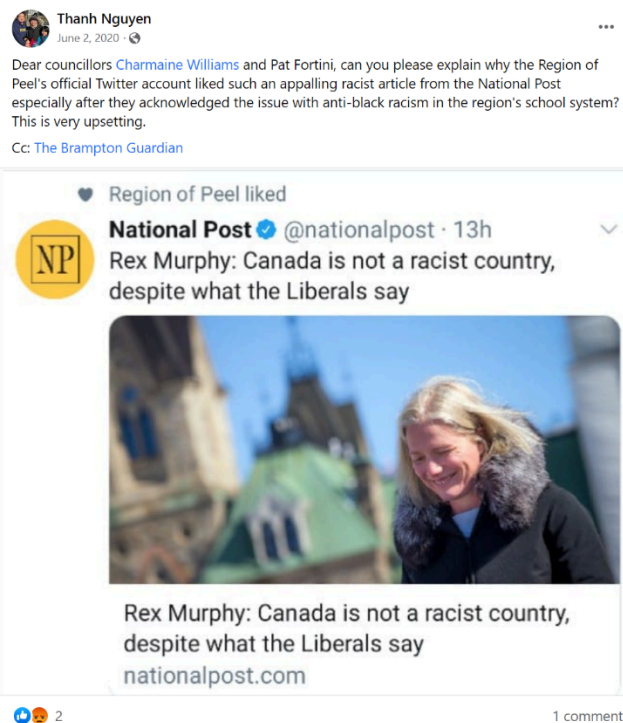 Thanh Nguyen
June 2, 2020 ·
Dear councillors Charmaine Williams and Pat Fortini, can you please explain why the Region of
Peel's official Twitter account liked such an appalling racist article from the National Post
especially after they acknowledged the issue with anti-black racism in the region's school system?
This is very upsetting.
Cc: The Brampton Guardian
Region of Peel liked
NP
National Post @nationalpost · 13h
Rex Murphy: Canada is not a racist country,
despite what the Liberals say
Rex Murphy: Canada is not a racist country,
despite what the Liberals say
nationalpost.com
2
1 comment